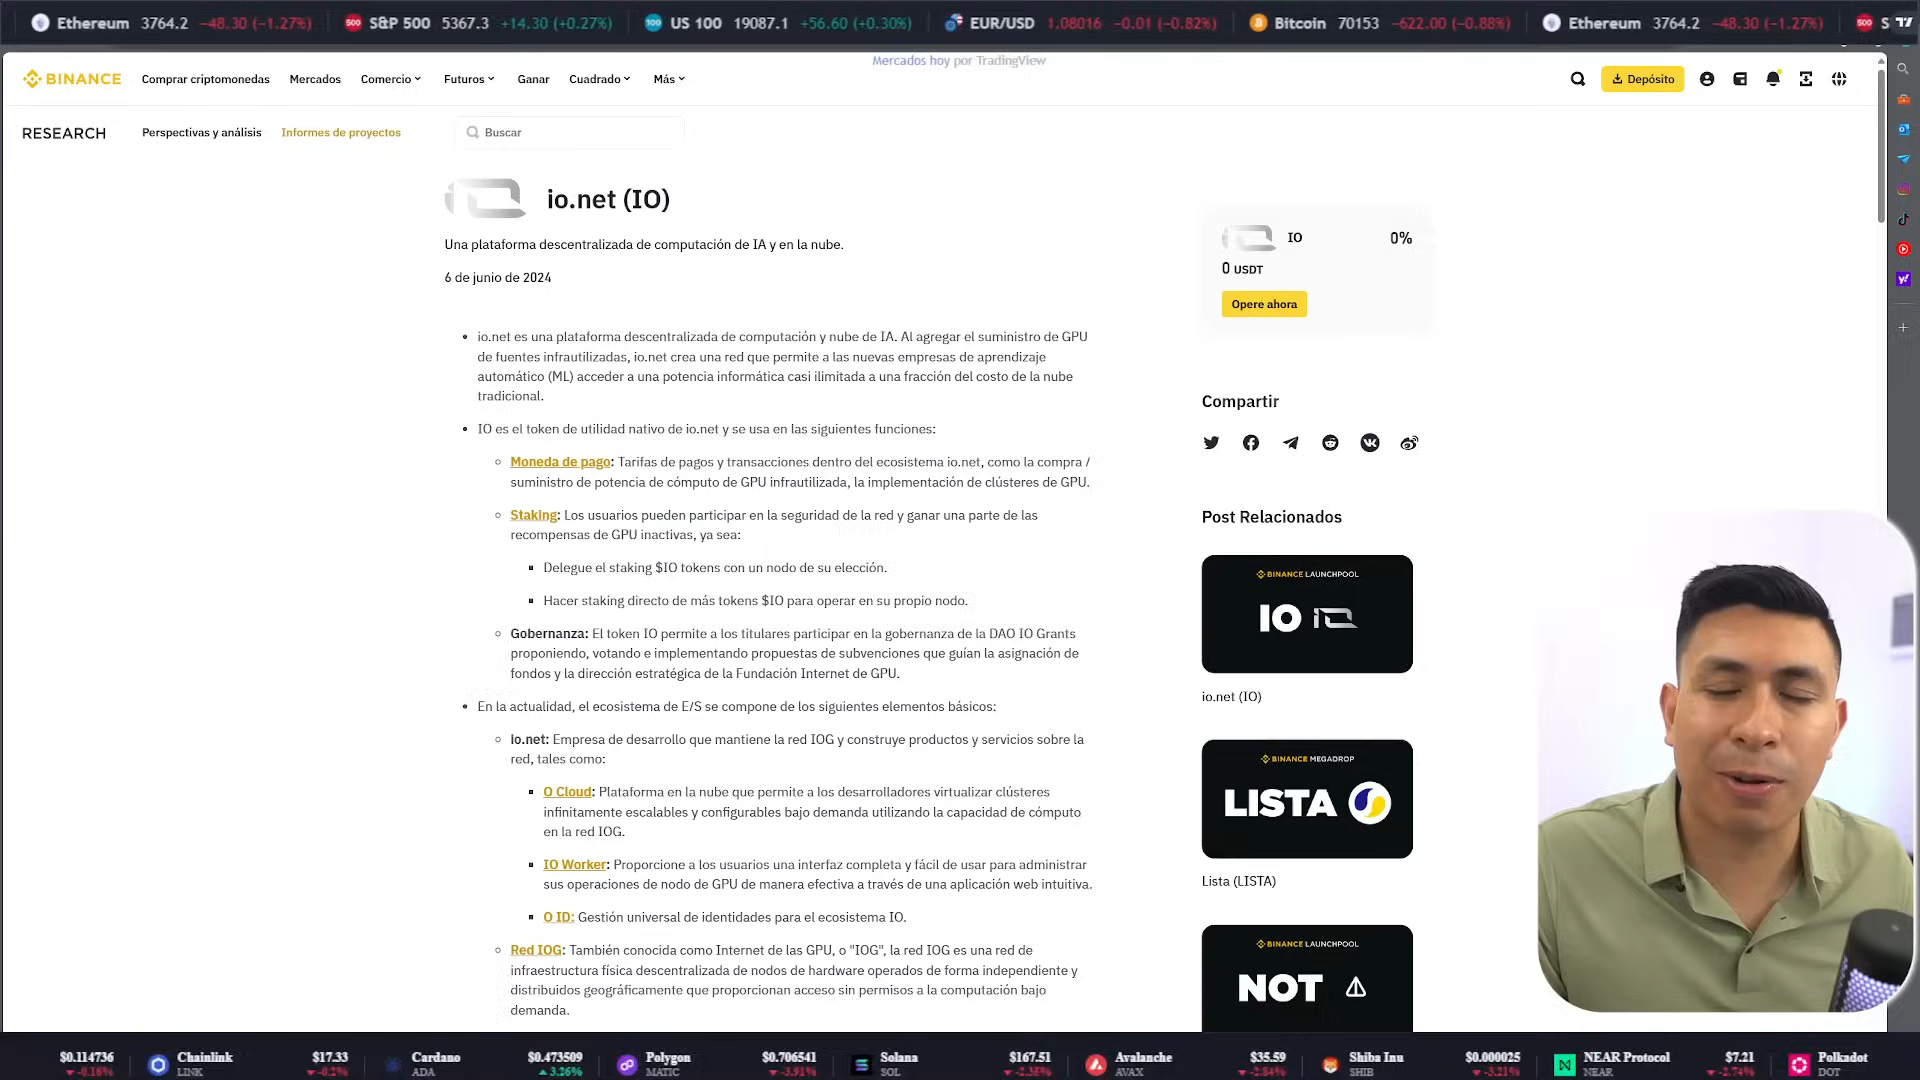 Ethereum 3764.2 −48.30 (−1.27%) S&P 500 5367.3 +14.30 (+0.27%) US 100 19087.1 +56.60 (+0.30%) EUR/USD 1.08016 −0.01 (−0.82%) Bitcoin 70153 −622.00 (−0.88%) Ethereum 3764.2 −48.30 (−1.27%)
Mercados hoy por TradingView
BINANCE Comprar criptomonedas Mercados Comercio Futuros Ganar Cuadrado Más Depósito
RESEARCH Perspectivas y análisis Informes de proyectos Buscar
io.net (IO)
Una plataforma descentralizada de computación de IA y en la nube.
6 de junio de 2024
IO 0%
0 USDT
Opere ahora
io.net es una plataforma descentralizada de computación y nube de IA. Al agregar el suministro de GPU
de fuentes infrautilizadas, io.net crea una red que permite a las nuevas empresas de aprendizaje
automático (ML) acceder a una potencia informática casi ilimitada a una fracción del costo de la nube
tradicional.
IO es el token de utilidad nativo de io.net y se usa en las siguientes funciones:
Moneda de pago: Tarifas de pagos y transacciones dentro del ecosistema io.net, como la compra /
suministro de potencia de cómputo de GPU infrautilizada, la implementación de clústeres de GPU.
Staking: Los usuarios pueden participar en la seguridad de la red y ganar una parte de las
recompensas de GPU inactivas, ya sea:
Delegue el staking $IO tokens con un nodo de su elección.
Hacer staking directo de más tokens $IO para operar en su propio nodo.
Gobernanza: El token IO permite a los titulares participar en la gobernanza de la DAO IO Grants
proponiendo, votando e implementando propuestas de subvenciones que guían la asignación de
fondos y la dirección estratégica de la Fundación Internet de GPU.
En la actualidad, el ecosistema de E/S se compone de los siguientes elementos básicos:
io.net: Empresa de desarrollo que mantiene la red IOG y construye productos y servicios sobre la
red, tales como:
O Cloud: Plataforma en la nube que permite a los desarrolladores virtualizar clústeres
infinitamente escalables y configurables bajo demanda utilizando la capacidad de cómputo
en la red IOG.
IO Worker: Proporcione a los usuarios una interfaz completa y fácil de usar para administrar
sus operaciones de nodo de GPU de manera efectiva a través de una aplicación web intuitiva.
O ID: Gestión universal de identidades para el ecosistema IO.
Red IOG: También conocida como Internet de las GPU, o "IOG", la red IOG es una red de
infraestructura física descentralizada de nodos de hardware operados de forma independiente y
distribuidos geográficamente que proporcionan acceso sin permisos a la computación bajo
demanda.
Compartir
Post Relacionados
BINANCE LAUNCHPOOL
IO
io.net (IO)
BINANCE MEGADROP
LISTA
Lista (LISTA)
BINANCE LAUNCHPOOL
NOT
$0.114736 Chainlink $17.33 Cardano $0.473509 Polygon $0.706541 Solana $167.51 Avalanche $35.59 Shiba Inu $0.000025 NEAR Protocol $7.21 Polkadot
-0.16% LINK -0.2% ADA 3.26% MATIC -3.91% SOL -2.35% AVAX -2.84% SHIB -3.21% NEAR -2.74% DOT